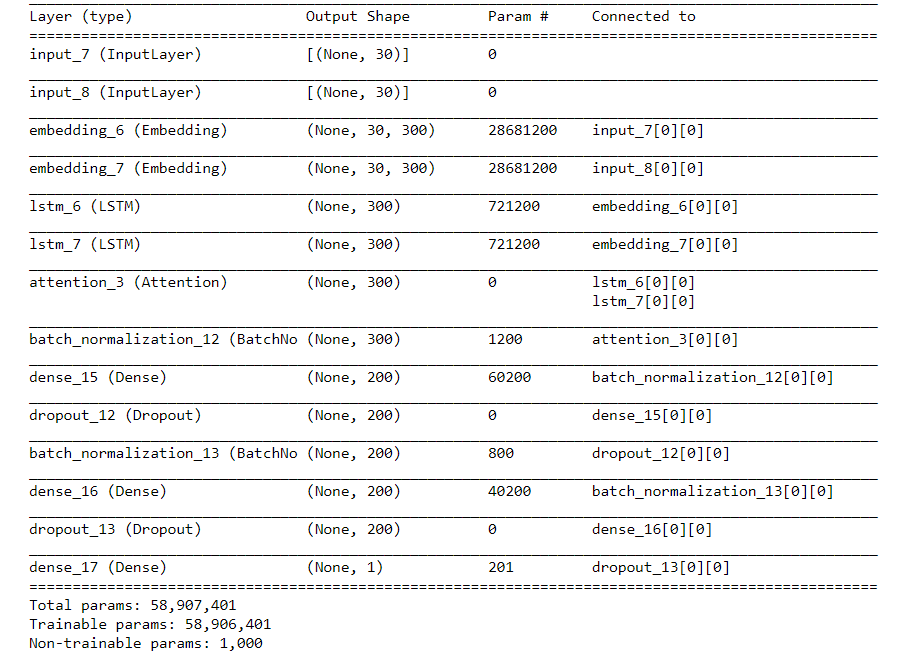 Layer (type) Output Shape Param # Connected to
==================================================================================================
input_7 (InputLayer) [(None, 30)] 0
input_8 (InputLayer) [(None, 30)] 0
embedding_6 (Embedding) (None, 30, 300) 28681200 input_7[0][0]
embedding_7 (Embedding) (None, 30, 300) 28681200 input_8[0][0]
lstm_6 (LSTM) (None, 300) 721200 embedding_6[0][0]
lstm_7 (LSTM) (None, 300) 721200 embedding_7[0][0]
attention_3 (Attention) (None, 300) 0 lstm_6[0][0]
lstm_7[0][0]
batch_normalization_12 (BatchNo (None, 300) 1200 attention_3[0][0]
dense_15 (Dense) (None, 200) 60200 batch_normalization_12[0][0]
dropout_12 (Dropout) (None, 200) 0 dense_15[0][0]
batch_normalization_13 (BatchNo (None, 200) 800 dropout_12[0][0]
dense_16 (Dense) (None, 200) 40200 batch_normalization_13[0][0]
dropout_13 (Dropout) (None, 200) 0 dense_16[0][0]
dense_17 (Dense) (None, 1) 201 dropout_13[0][0]
==================================================================================================
Total params: 58,907,401
Trainable params: 58,906,401
Non-trainable params: 1,000